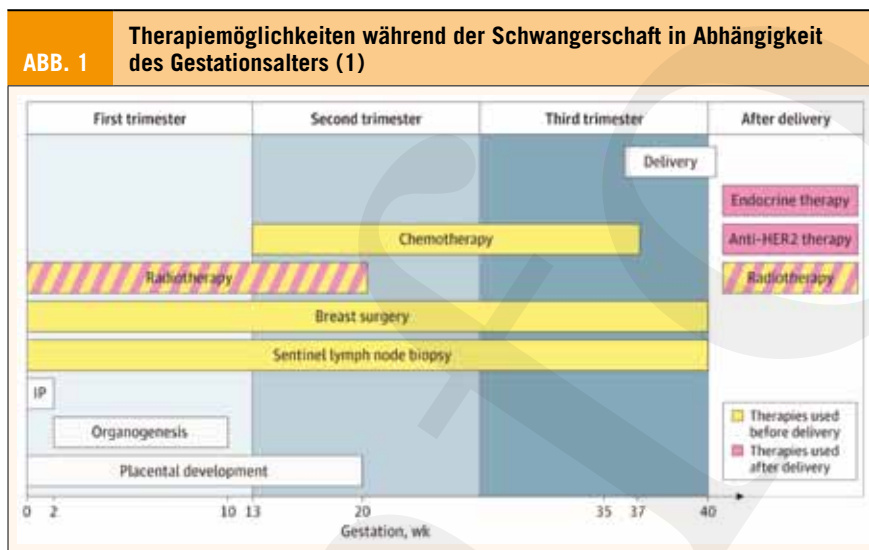 ABB. 1
Therapiemöglichkeiten während der Schwangerschaft in Abhängigkeit
des Gestationsalters (1)
First trimester
Second trimester
Third trimester
After delivery
Delivery
Endocrine therapy
Chemotherapy
Anti-HER2 therapy
Radiotherapy
Radiotherapy
Breast surgery
Sentinel lymph node biopsy
IP
Organogenesis
Therapies used
before delivery
Therapies used
after delivery
Placental development
0 2 10 13 20 35 37 40
Gestation, wk